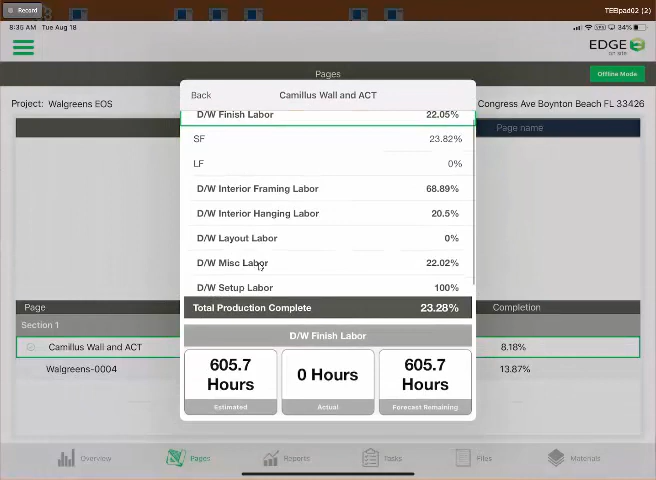 Record
TEEIpad02 (2)
8:35 AM Tue Aug 18
34%
EDGE
on site
Pages
Offline Mode
Project: Walgreens EOS
Congress Ave Boynton Beach FL 33426
Page name
Back
Camillus Wall and ACT
D/W Finish Labor 22.05%
SF 23.82%
LF 0%
D/W Interior Framing Labor 68.89%
D/W Interior Hanging Labor 20.5%
D/W Layout Labor 0%
D/W Misc Labor 22.02%
D/W Setup Labor 100%
Total Production Complete 23.28%
D/W Finish Labor
605.7 Hours
Estimated
0 Hours
Actual
605.7 Hours
Forecast Remaining
Page
Completion
Section 1
Camillus Wall and ACT 8.18%
Walgreens-0004 13.87%
Overview
Pages
Reports
Tasks
Files
Materials